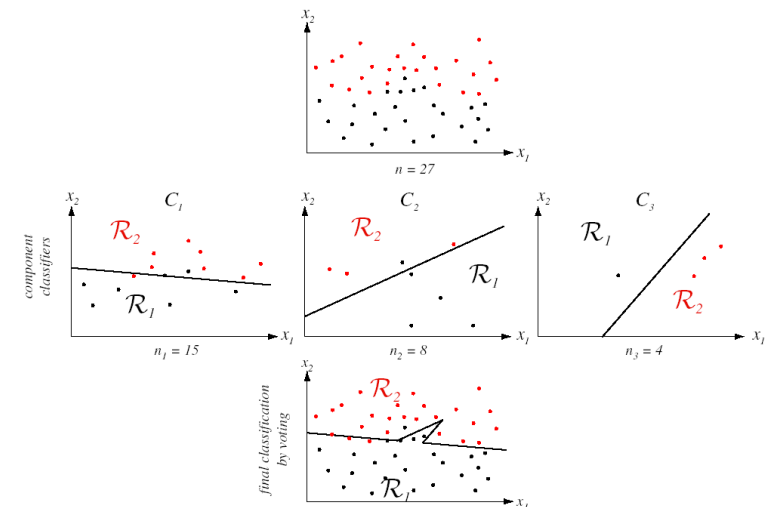 x2
x1
n = 27
component
classifiers
x2
C1
R2
R1
x1
n1 = 15
x2
C2
R2
R1
x1
n2 = 8
x2
C3
R1
R2
x1
n3 = 4
final classification
by voting
x2
R2
R1
x1